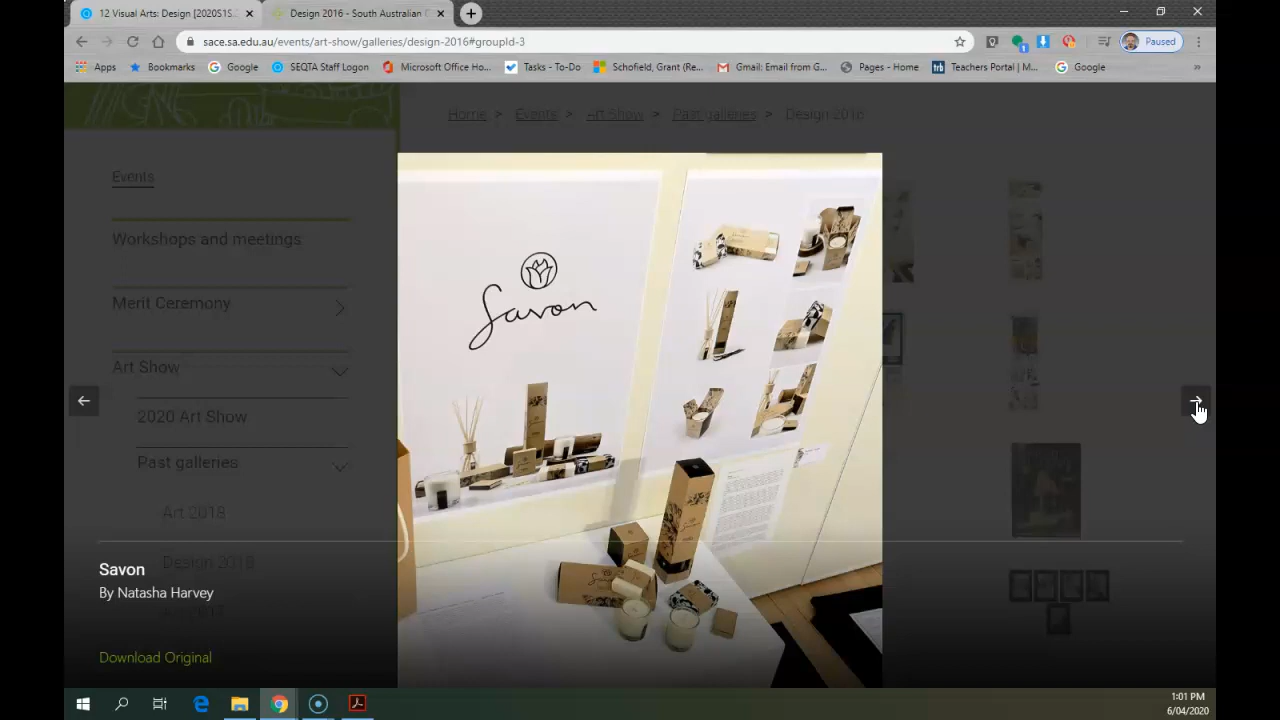 12 Visual Arts: Design [2020S1S
Design 2016 - South Australian
sace.sa.edu.au/events/art-show/galleries/design-2016#groupId-3
Paused
Apps
Bookmarks
Google
SEQTA Staff Logon
Microsoft Office Ho...
Tasks - To-Do
Schofield, Grant (Re...
Gmail: Email from G...
Pages - Home
trb
Teachers Portal | M...
Google
»
Home > Events > Art Show > Past galleries > Design 2016
Events
Workshops and meetings
Merit Ceremony
Art Show
2020 Art Show
Past galleries
Art 2018
Design 2018
Savon
Savon
By Natasha Harvey
Download Original
1:01 PM
6/04/2020